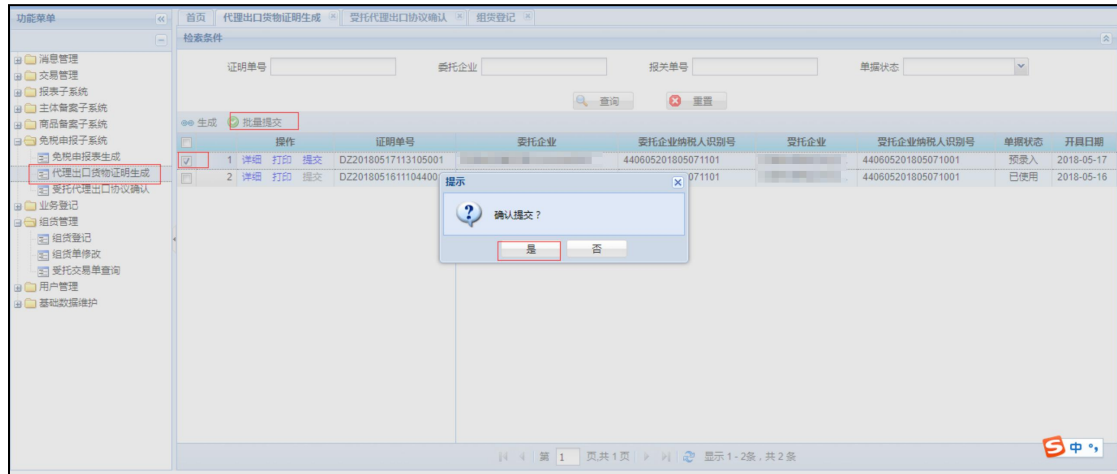 功能菜单
首页 代理出口货物证明生成 受托代理出口协议确认 组货登记
检索条件
消息管理
交易管理
报表子系统
主体备案子系统
商品备案子系统
免税申报子系统
免税申报表生成
代理出口货物证明生成
受托代理出口协议确认
业务登记
组货管理
组货登记
组货单修改
受托交易单查询
用户管理
基础数据维护
证明单号 委托企业 报关单号 单据状态
查询 重置
生成 批量提交
操作 证明单号 委托企业 委托企业纳税人识别号 受托企业 受托企业纳税人识别号 单据状态 开具日期
1 详细 打印 提交 DZ20180517113105001 440605201805071101 440605201805071001 预录入 2018-05-17
2 详细 打印 提交 DZ2018051611104400 071101 440605201805071001 已使用 2018-05-16
提示
确认提交？
是 否
第 1 页,共 1 页 显示 1 - 2条，共 2 条
中